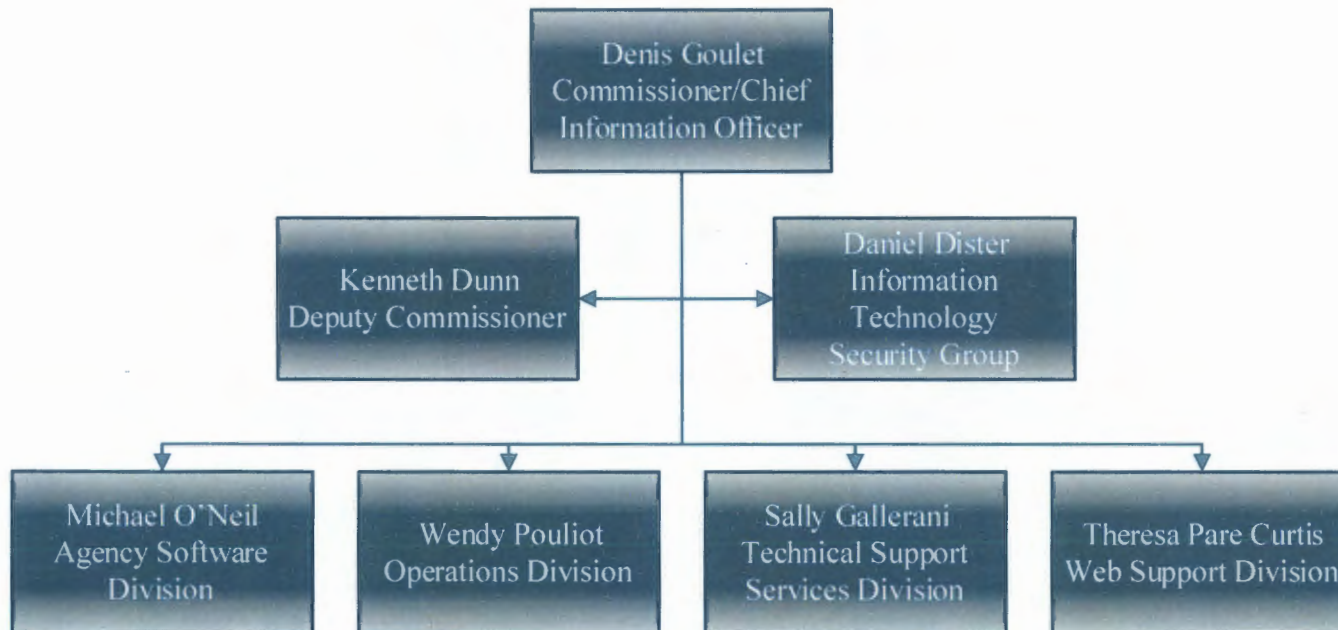 Denis Goulet
Commissioner/Chief
Information Officer
Kenneth Dunn
Deputy Commissioner
Daniel Dister
Information
Technology
Security Group
Michael O'Neil
Agency Software
Division
Wendy Pouliot
Operations Division
Sally Gallerani
Technical Support
Services Division
Theresa Pare Curtis
Web Support Division